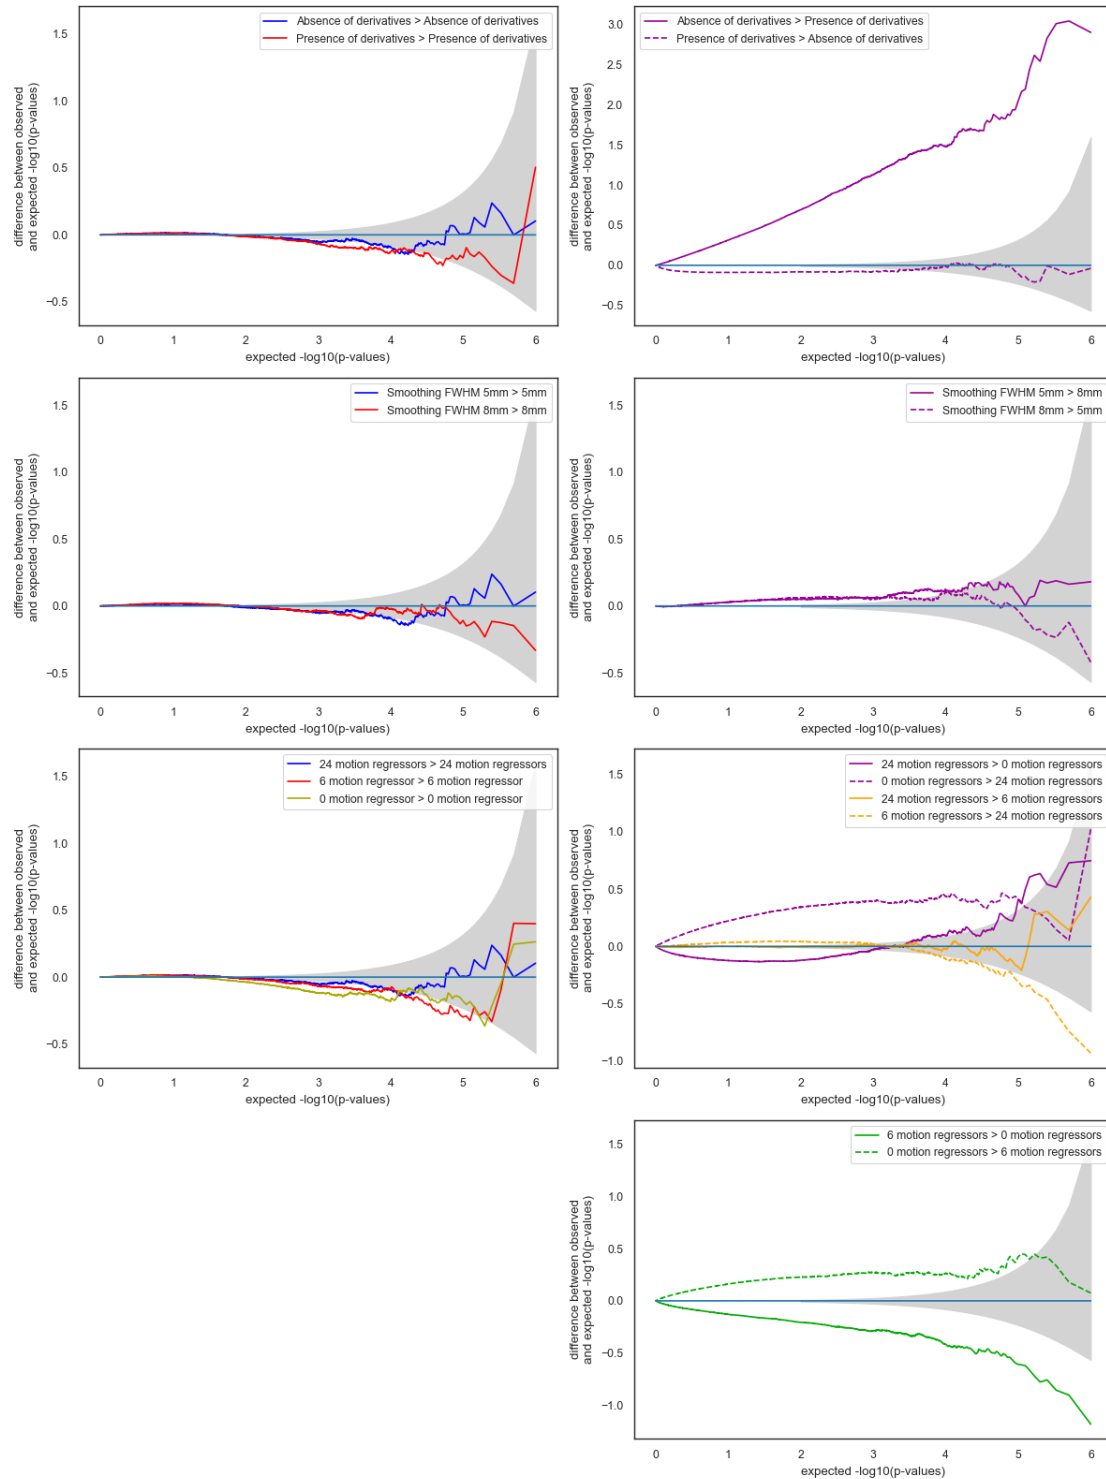 Absence of derivatives > Absence of derivatives
Presence of derivatives > Presence of derivatives
difference between observed
and expected -log10(p-values)
1.5
1.0
0.5
0.0
−0.5
0 1 2 3 4 5 6
expected -log10(p-values)
Absence of derivatives > Presence of derivatives
Presence of derivatives > Absence of derivatives
difference between observed
and expected -log10(p-values)
3.0
2.5
2.0
1.5
1.0
0.5
0.0
−0.5
0 1 2 3 4 5 6
expected -log10(p-values)
Smoothing FWHM 5mm > 5mm
Smoothing FWHM 8mm > 8mm
difference between observed
and expected -log10(p-values)
1.5
1.0
0.5
0.0
−0.5
0 1 2 3 4 5 6
expected -log10(p-values)
Smoothing FWHM 5mm > 8mm
Smoothing FWHM 8mm > 5mm
difference between observed
and expected -log10(p-values)
1.5
1.0
0.5
0.0
−0.5
0 1 2 3 4 5 6
expected -log10(p-values)
24 motion regressors > 24 motion regressors
6 motion regressor > 6 motion regressor
0 motion regressor > 0 motion regressor
difference between observed
and expected -log10(p-values)
1.5
1.0
0.5
0.0
−0.5
0 1 2 3 4 5 6
expected -log10(p-values)
24 motion regressors > 0 motion regressors
0 motion regressors > 24 motion regressors
24 motion regressors > 6 motion regressors
6 motion regressors > 24 motion regressors
difference between observed
and expected -log10(p-values)
1.5
1.0
0.5
0.0
−0.5
−1.0
0 1 2 3 4 5 6
expected -log10(p-values)
6 motion regressors > 0 motion regressors
0 motion regressors > 6 motion regressors
difference between observed
and expected -log10(p-values)
1.5
1.0
0.5
0.0
−0.5
−1.0
0 1 2 3 4 5 6
expected -log10(p-values)